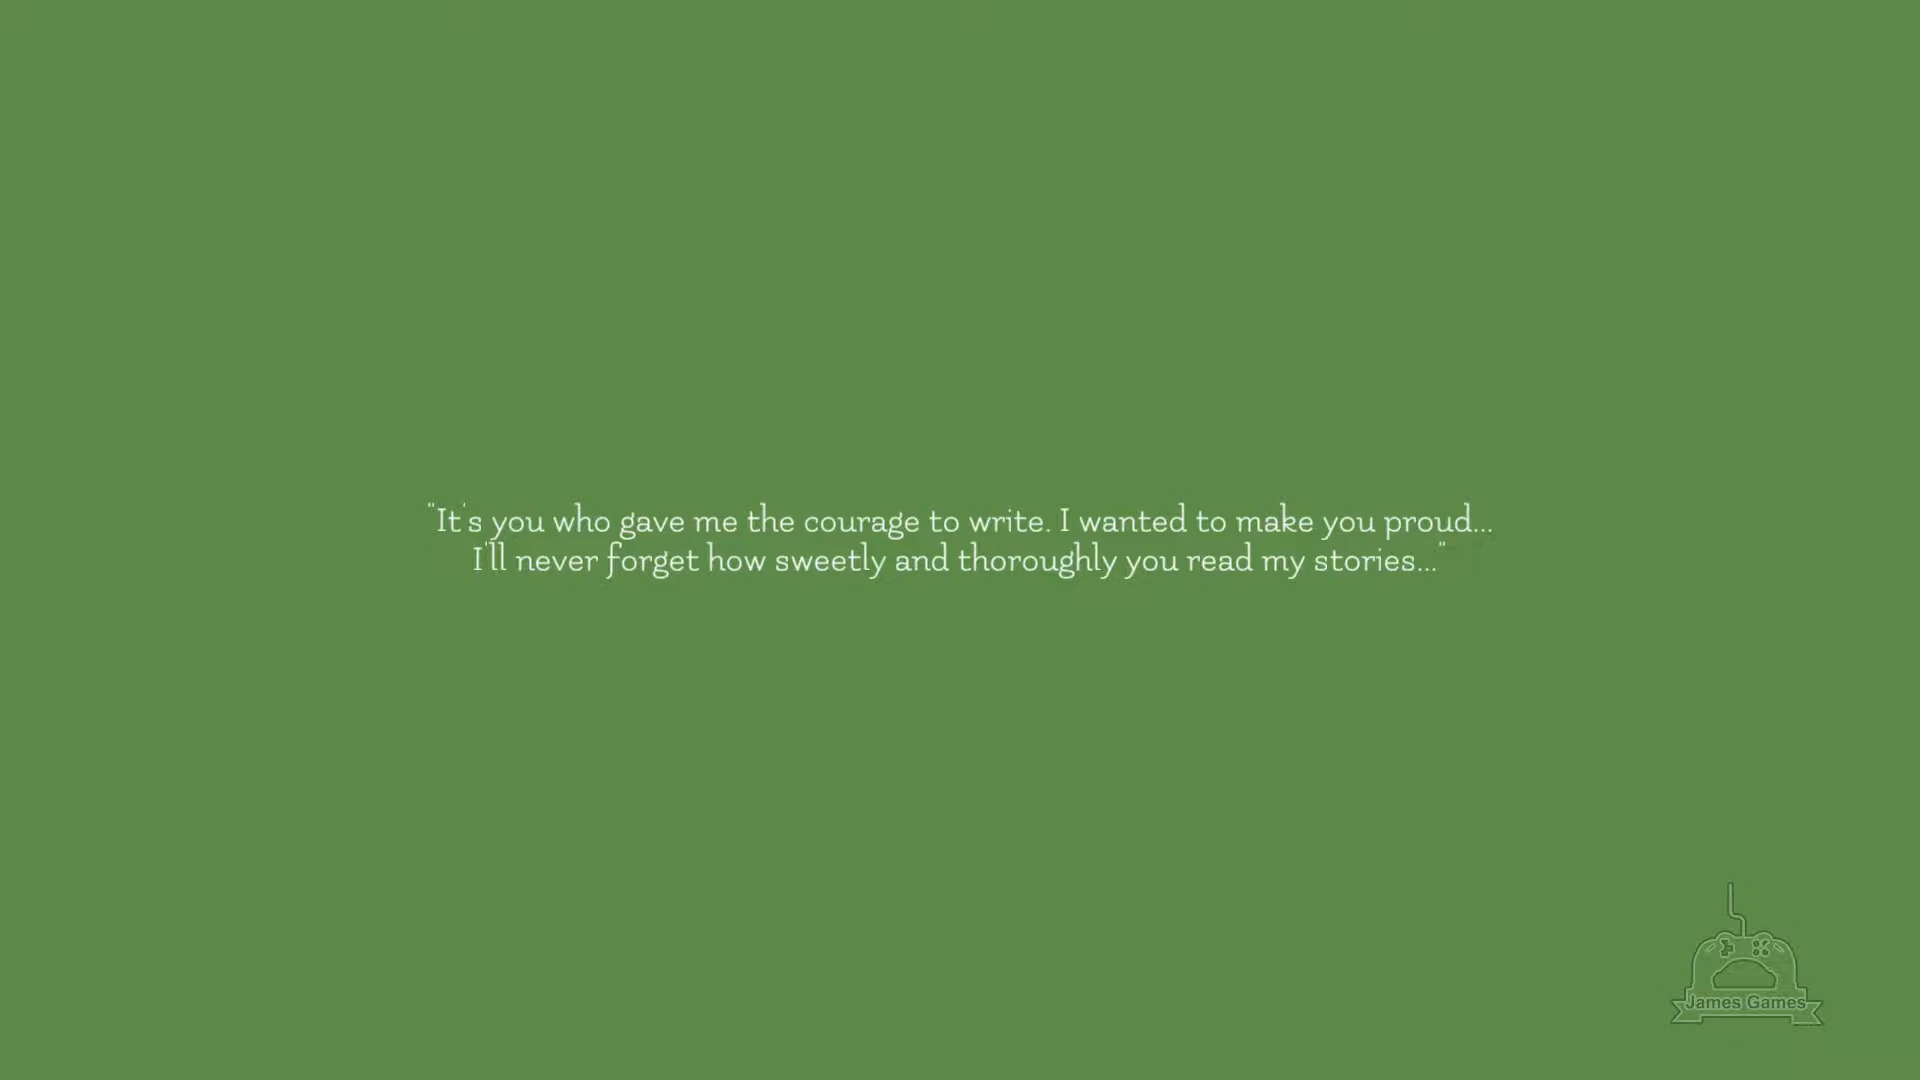 "It's you who gave me the courage to write. I wanted to make you proud...
I'll never forget how sweetly and thoroughly you read my stories..."
James Games